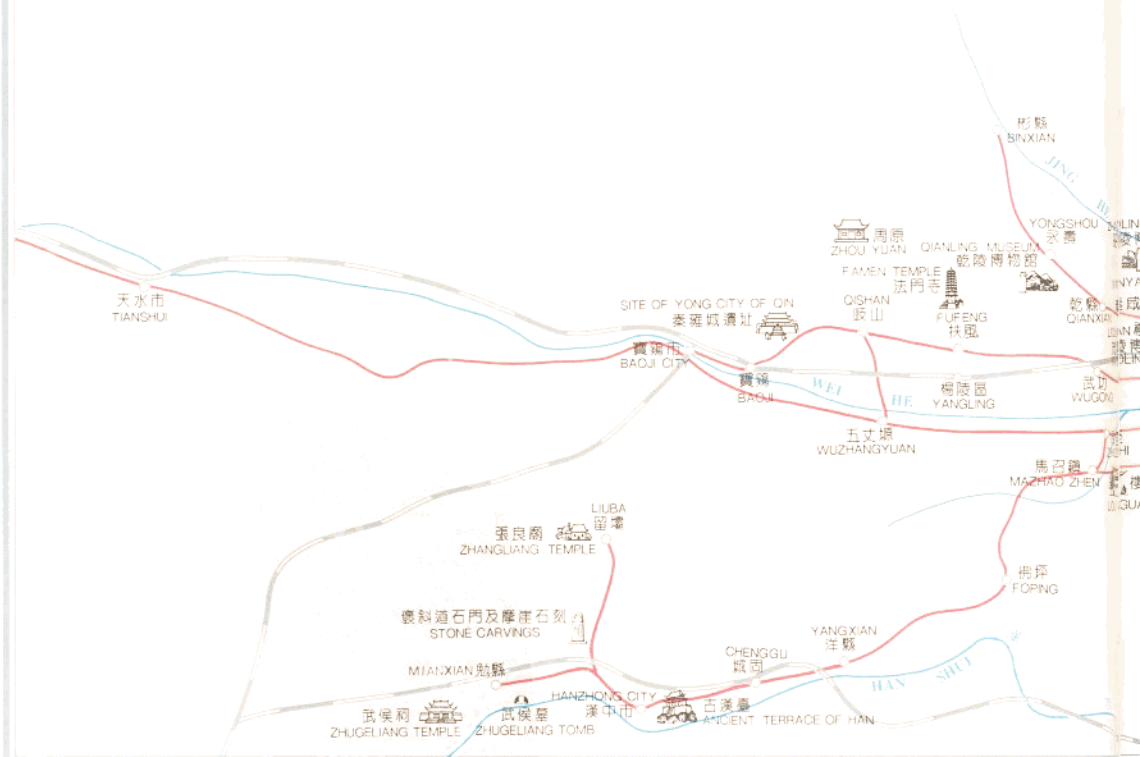 彬縣
BINXIAN
JING
YONGSHOU
永壽
周原
ZHOU YUAN
QIANLING MUSEUM
乾陵博物館
FAMEN TEMPLE
法門寺
天水市
TIANSHUI
SITE OF YONG CITY OF QIN
秦雍城遺址
QISHAN
岐山
FUFENG
扶風
乾縣
QIANXIAN
寶鷄市
BAOJI CITY
寶鷄
BAOJI
WEI HE
楊陵區
YANGLING
武功
WUGONG
五丈塬
WUZHANGYUAN
馬召鎮
MAZHAO ZHEN
LIUBA
留壩
張良廟
ZHANGLIANG TEMPLE
佛坪
FOPING
褒斜道石門及摩崖石刻
STONE CARVINGS
YANGXIAN
洋縣
CHENGGU
城固
MIANXIAN 勉縣
HAN SHUI
HANZHONG CITY
漢中市
古漢臺
ANCIENT TERRACE OF HAN
武侯祠
ZHUGELIANG TEMPLE
武侯墓
ZHUGELIANG TOMB